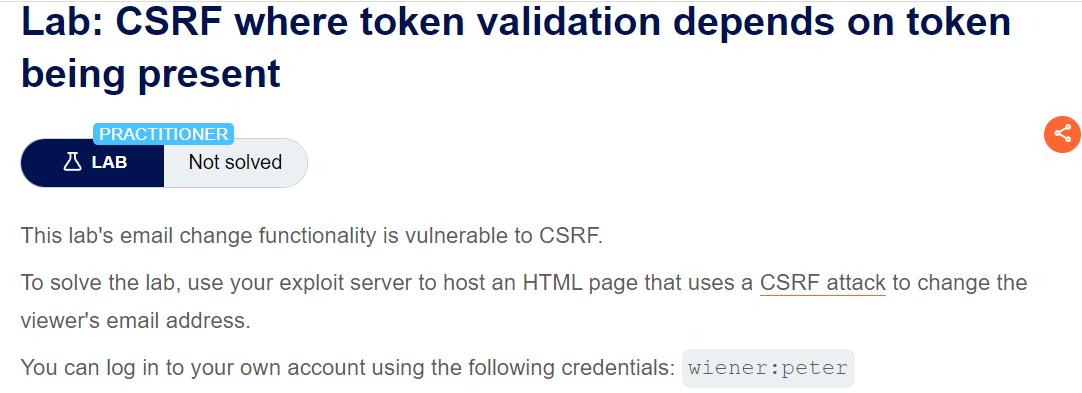 Lab: CSRF where token validation depends on token
being present
PRACTITIONER
LAB
Not solved
This lab's email change functionality is vulnerable to CSRF.
To solve the lab, use your exploit server to host an HTML page that uses a CSRF attack to change the
viewer's email address.
You can log in to your own account using the following credentials: wiener:peter